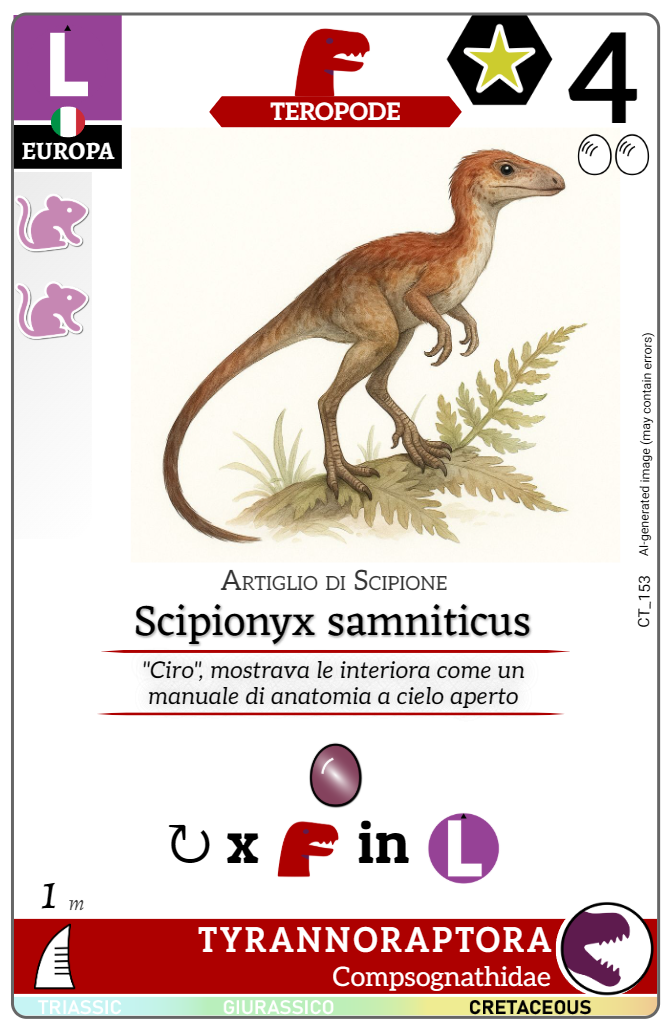 L
EUROPA
TEROPODE
4
AI-generated image (may contain errors)
CT_153
Artiglio di Scipione
Scipionyx samniticus
"Ciro", mostrava le interiora come un
manuale di anatomia a cielo aperto
↻ x in L
1 m
TYRANNORAPTORA
Compsognathidae
TRIASSIC GIURASSICO CRETACEOUS